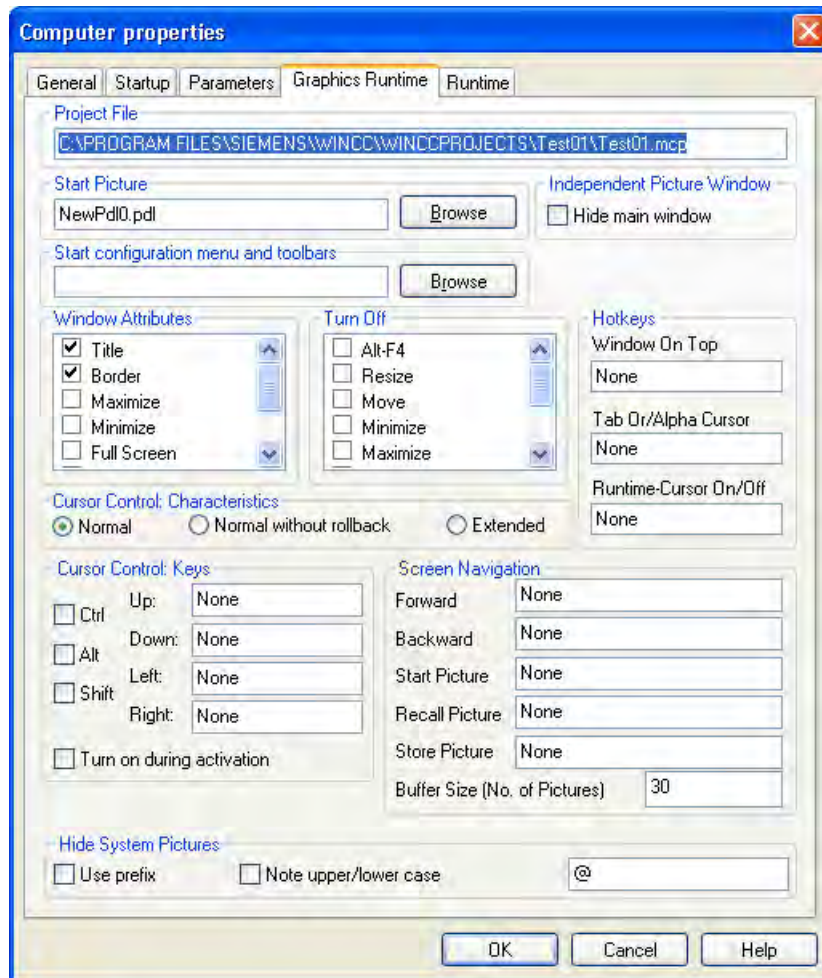 Computer properties
General Startup Parameters Graphics Runtime Runtime
Project File
C:\PROGRAM FILES\SIEMENS\WINCC\WINCCPROJECTS\Test01\Test01.mcp
Start Picture
NewPdl0.pdl
Browse
Independent Picture Window
Hide main window
Start configuration menu and toolbars
Browse
Window Attributes
Title
Border
Maximize
Minimize
Full Screen
Turn Off
Alt-F4
Resize
Move
Minimize
Maximize
Hotkeys
Window On Top
None
Tab Or/Alpha Cursor
None
Runtime-Cursor On/Off
None
Cursor Control: Characteristics
Normal Normal without rollback Extended
Cursor Control: Keys
Ctrl
Alt
Shift
Up: None
Down: None
Left: None
Right: None
Turn on during activation
Screen Navigation
Forward None
Backward None
Start Picture None
Recall Picture None
Store Picture None
Buffer Size (No. of Pictures) 30
Hide System Pictures
Use prefix Note upper/lower case @
OK Cancel Help